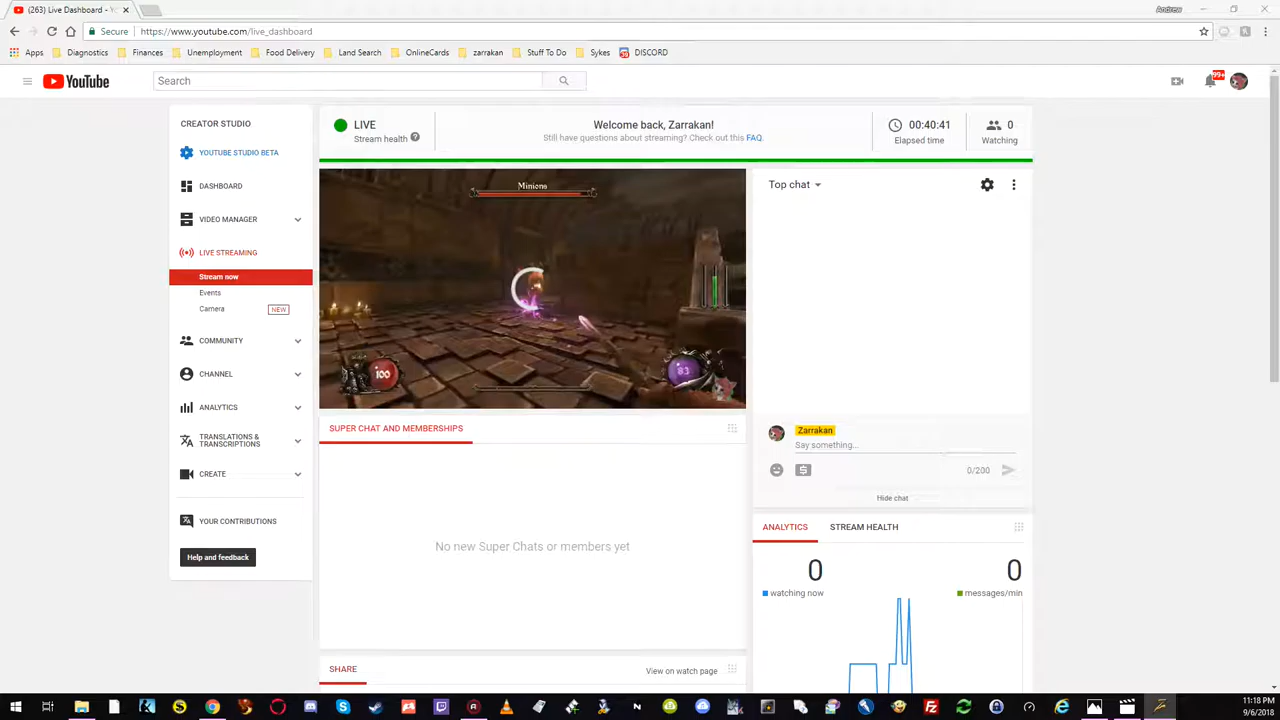 (263) Live Dashboard - Yo
Andrew
Secure | https://www.youtube.com/live_dashboard
Apps Diagnostics Finances Unemployment Food Delivery Land Search OnlineCards zarrakan Stuff To Do Sykes DISCORD
YouTube
Search
99+
CREATOR STUDIO
YOUTUBE STUDIO BETA
DASHBOARD
VIDEO MANAGER
LIVE STREAMING
Stream now
Events
Camera NEW
COMMUNITY
CHANNEL
ANALYTICS
TRANSLATIONS &
TRANSCRIPTIONS
CREATE
YOUR CONTRIBUTIONS
Help and feedback
LIVE
Stream health
Welcome back, Zarrakan!
Still have questions about streaming? Check out this FAQ.
00:40:41
Elapsed time
0
Watching
Minions
100
83
Top chat
Zarrakan
Say something...
0/200
Hide chat
SUPER CHAT AND MEMBERSHIPS
No new Super Chats or members yet
ANALYTICS STREAM HEALTH
0 0
watching now messages/min
SHARE
View on watch page
11:18 PM
9/6/2018